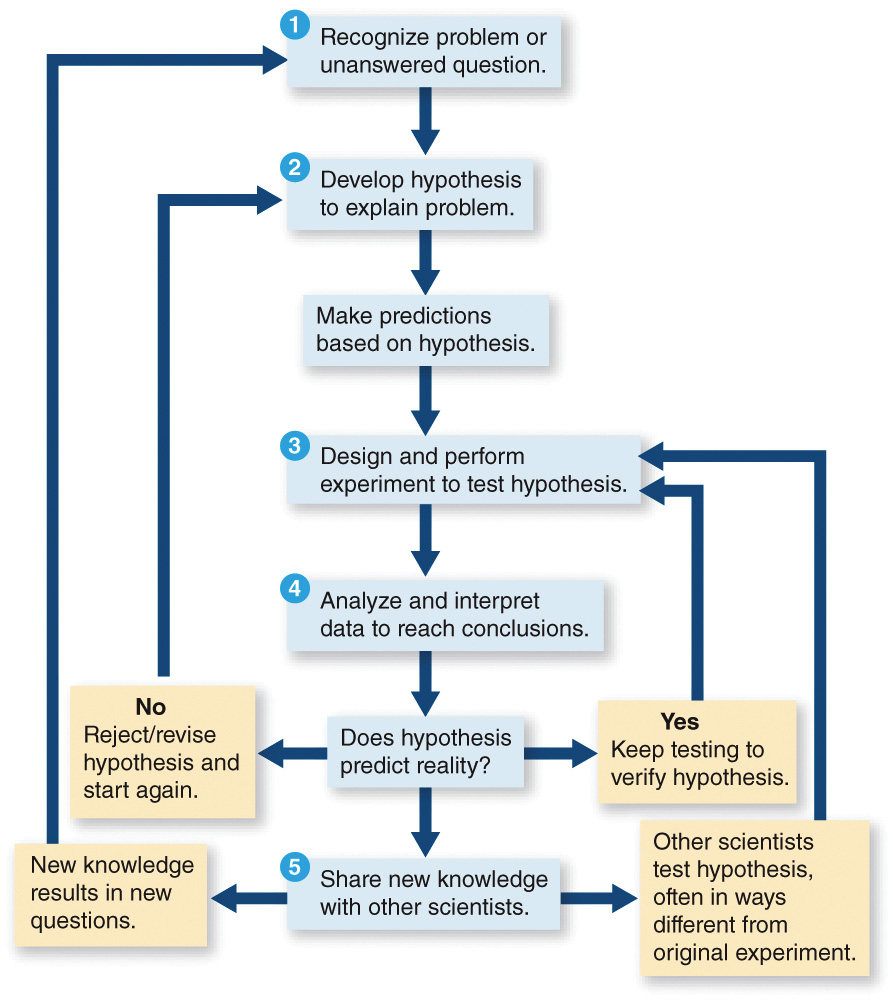 1
Recognize problem or
unanswered question.
2
Develop hypothesis
to explain problem.
Make predictions
based on hypothesis.
3
Design and perform
experiment to test hypothesis.
4
Analyze and interpret
data to reach conclusions.
No
Reject/revise
hypothesis and
start again.
Does hypothesis
predict reality?
Yes
Keep testing to
verify hypothesis.
New knowledge
results in new
questions.
5
Share new knowledge
with other scientists.
Other scientists
test hypothesis,
often in ways
different from
original experiment.